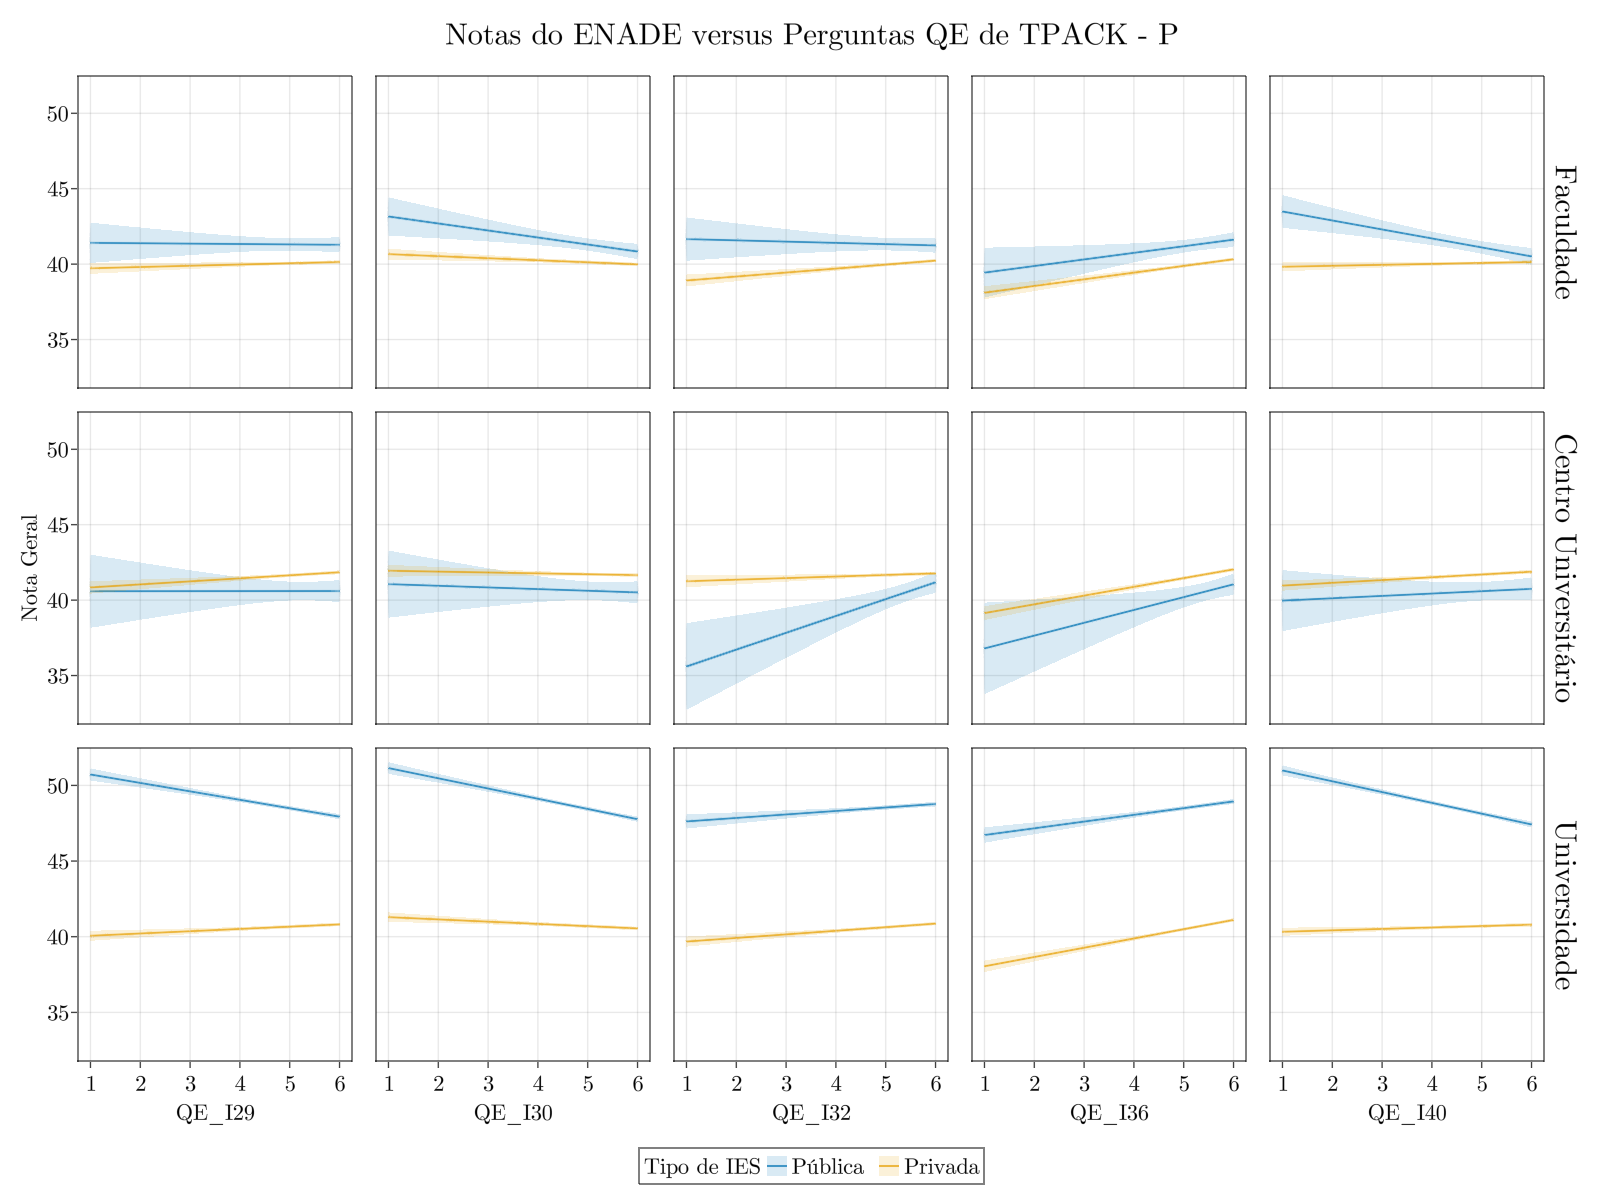 Notas do ENADE versus Perguntas QE de TPACK - P
50
45
40
35
Faculdade
Nota Geral
50
45
40
35
Centro Universitário
50
45
40
35
Universidade
1 2 3 4 5 6 1 2 3 4 5 6 1 2 3 4 5 6 1 2 3 4 5 6 1 2 3 4 5 6
QE_I29 QE_I30 QE_I32 QE_I36 QE_I40
Tipo de IES Pública Privada